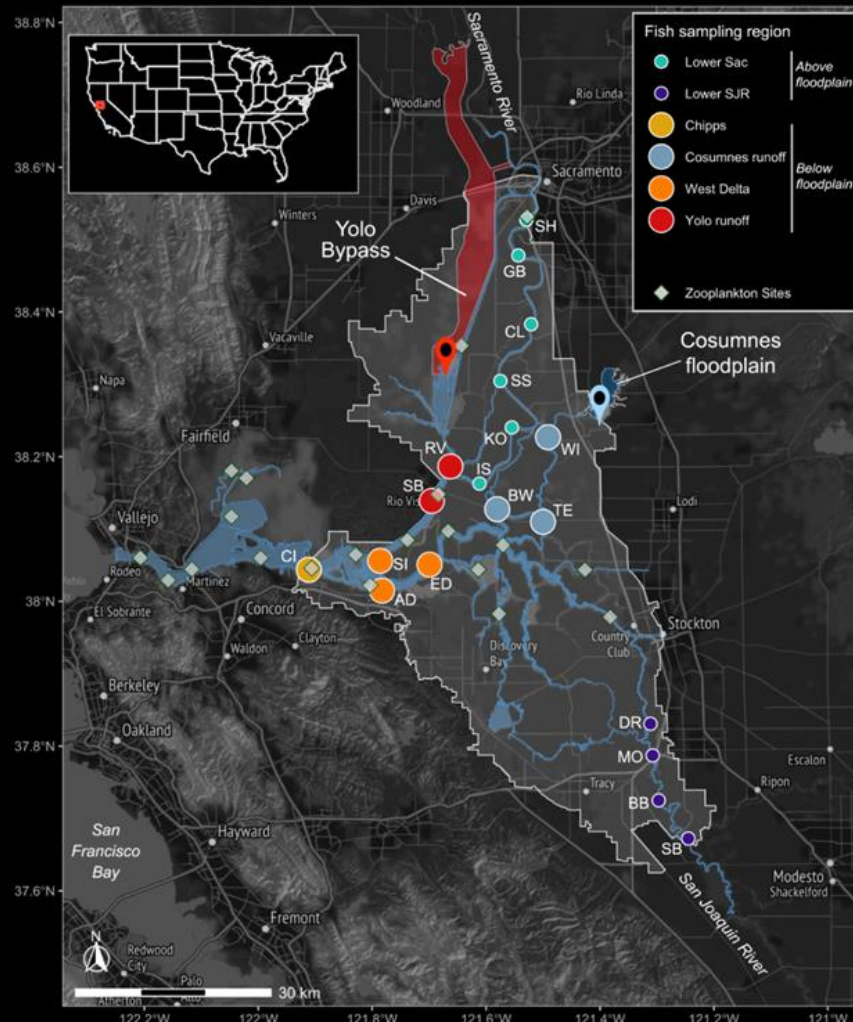 38.8°N
38.6°N
38.4°N
38.2°N
38°N
37.8°N
37.6°N
122.2°W
122°W
121.8°W
121.6°W
121.4°W
121.2°W
121°W
Fish sampling region
Lower Sac
Lower SJR
Above
floodplain
Chipps
Cosumnes runoff
West Delta
Yolo runoff
Below
floodplain
Zooplankton Sites
Sacramento River
Woodland
Rio Linda
Sacramento
Davis
Winters
Yolo
Bypass
SH
GB
CL
Vacaville
Cosumnes
floodplain
Napa
SS
Fairfield
KO
WI
RV
IS
SB
Rio Vis
BW
TE
Lodi
Vallejo
CI
SI
ED
AD
Rodeo
Martinez
El Sobrante
Concord
Clayton
Waldon
Discovery
Bay
Country
Club
Stockton
Berkeley
Oakland
DR
MO
Escalon
Tracy
Ripon
BB
SB
San
Francisco
Bay
Hayward
Modesto
Shackelford
San Joaquin River
Fremont
N
Redwood
City
Palo
Alto
Atherton
30 km